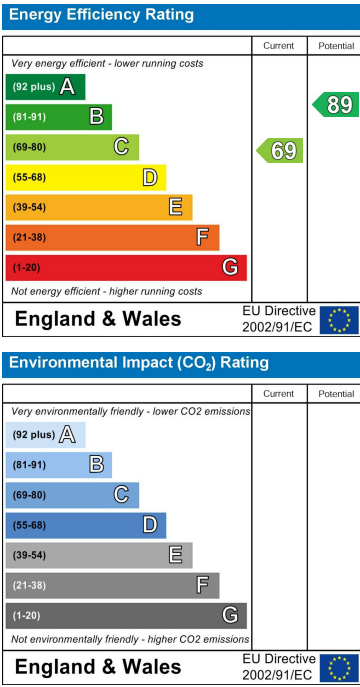 Energy Efficiency Rating
Current Potential
Very energy efficient - lower running costs
(92 plus) A
(81-91) B
(69-80) C
(55-68) D
(39-54) E
(21-38) F
(1-20) G
89
69
Not energy efficient - higher running costs
England & Wales
EU Directive
2002/91/EC
Environmental Impact (CO₂) Rating
Current Potential
Very environmentally friendly - lower CO2 emissions
(92 plus) A
(81-91) B
(69-80) C
(55-68) D
(39-54) E
(21-38) F
(1-20) G
Not environmentally friendly - higher CO2 emissions
England & Wales
EU Directive
2002/91/EC